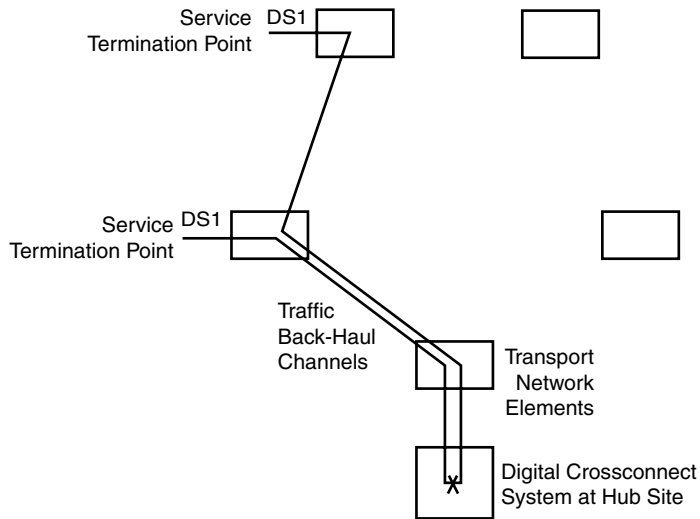 Service
Termination Point
DS1
Service
Termination Point
DS1
Traffic
Back-Haul
Channels
Transport
Network
Elements
Digital Crossconnect
System at Hub Site